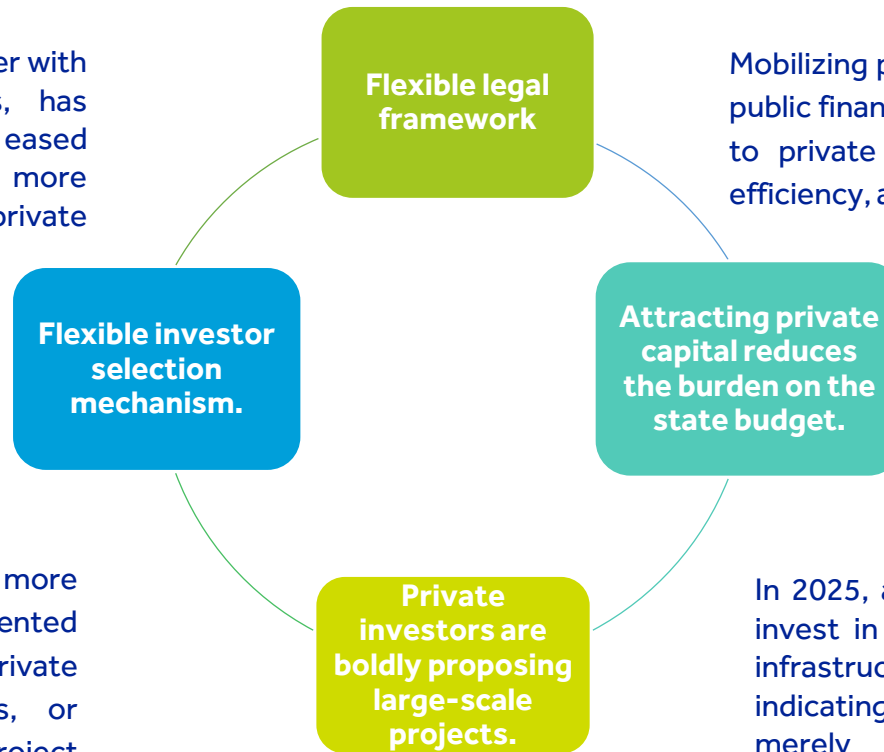 er with
s, has
eased
more
private
Flexible legal
framework
Mobilizing p
public finan
to private
efficiency, a
Flexible investor
selection
mechanism.
Attracting private
capital reduces
the burden on the
state budget.
more
ented
rivate
s, or
roject
Private
investors are
boldly proposing
large-scale
projects.
In 2025, a
invest in
infrastruc
indicating
merely